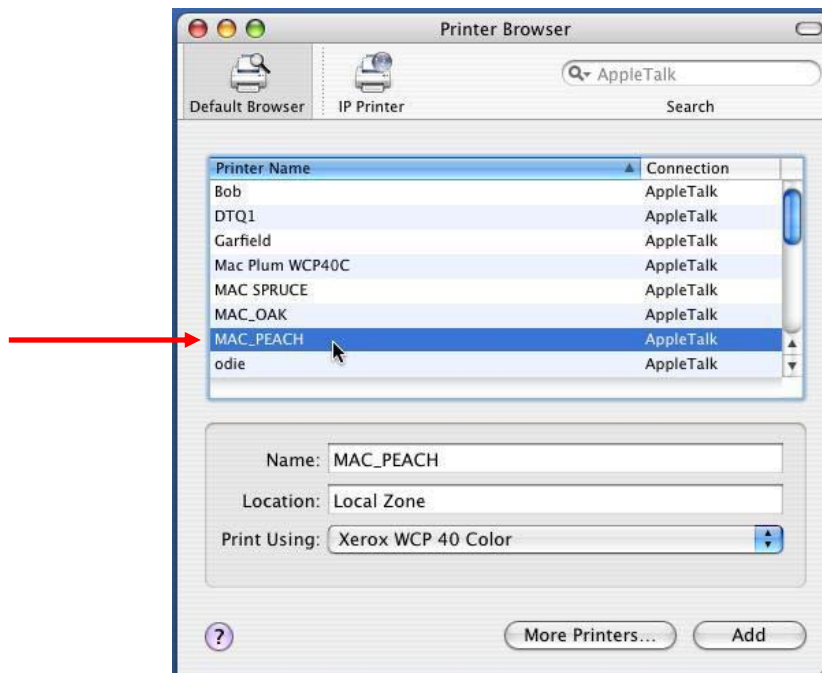 Printer Browser
AppleTalk
Default Browser IP Printer Search
Printer Name Connection
Bob AppleTalk
DTQ1 AppleTalk
Garfield AppleTalk
Mac Plum WCP40C AppleTalk
MAC SPRUCE AppleTalk
MAC_OAK AppleTalk
MAC_PEACH AppleTalk
odie AppleTalk
Name: MAC_PEACH
Location: Local Zone
Print Using: Xerox WCP 40 Color
? More Printers... Add